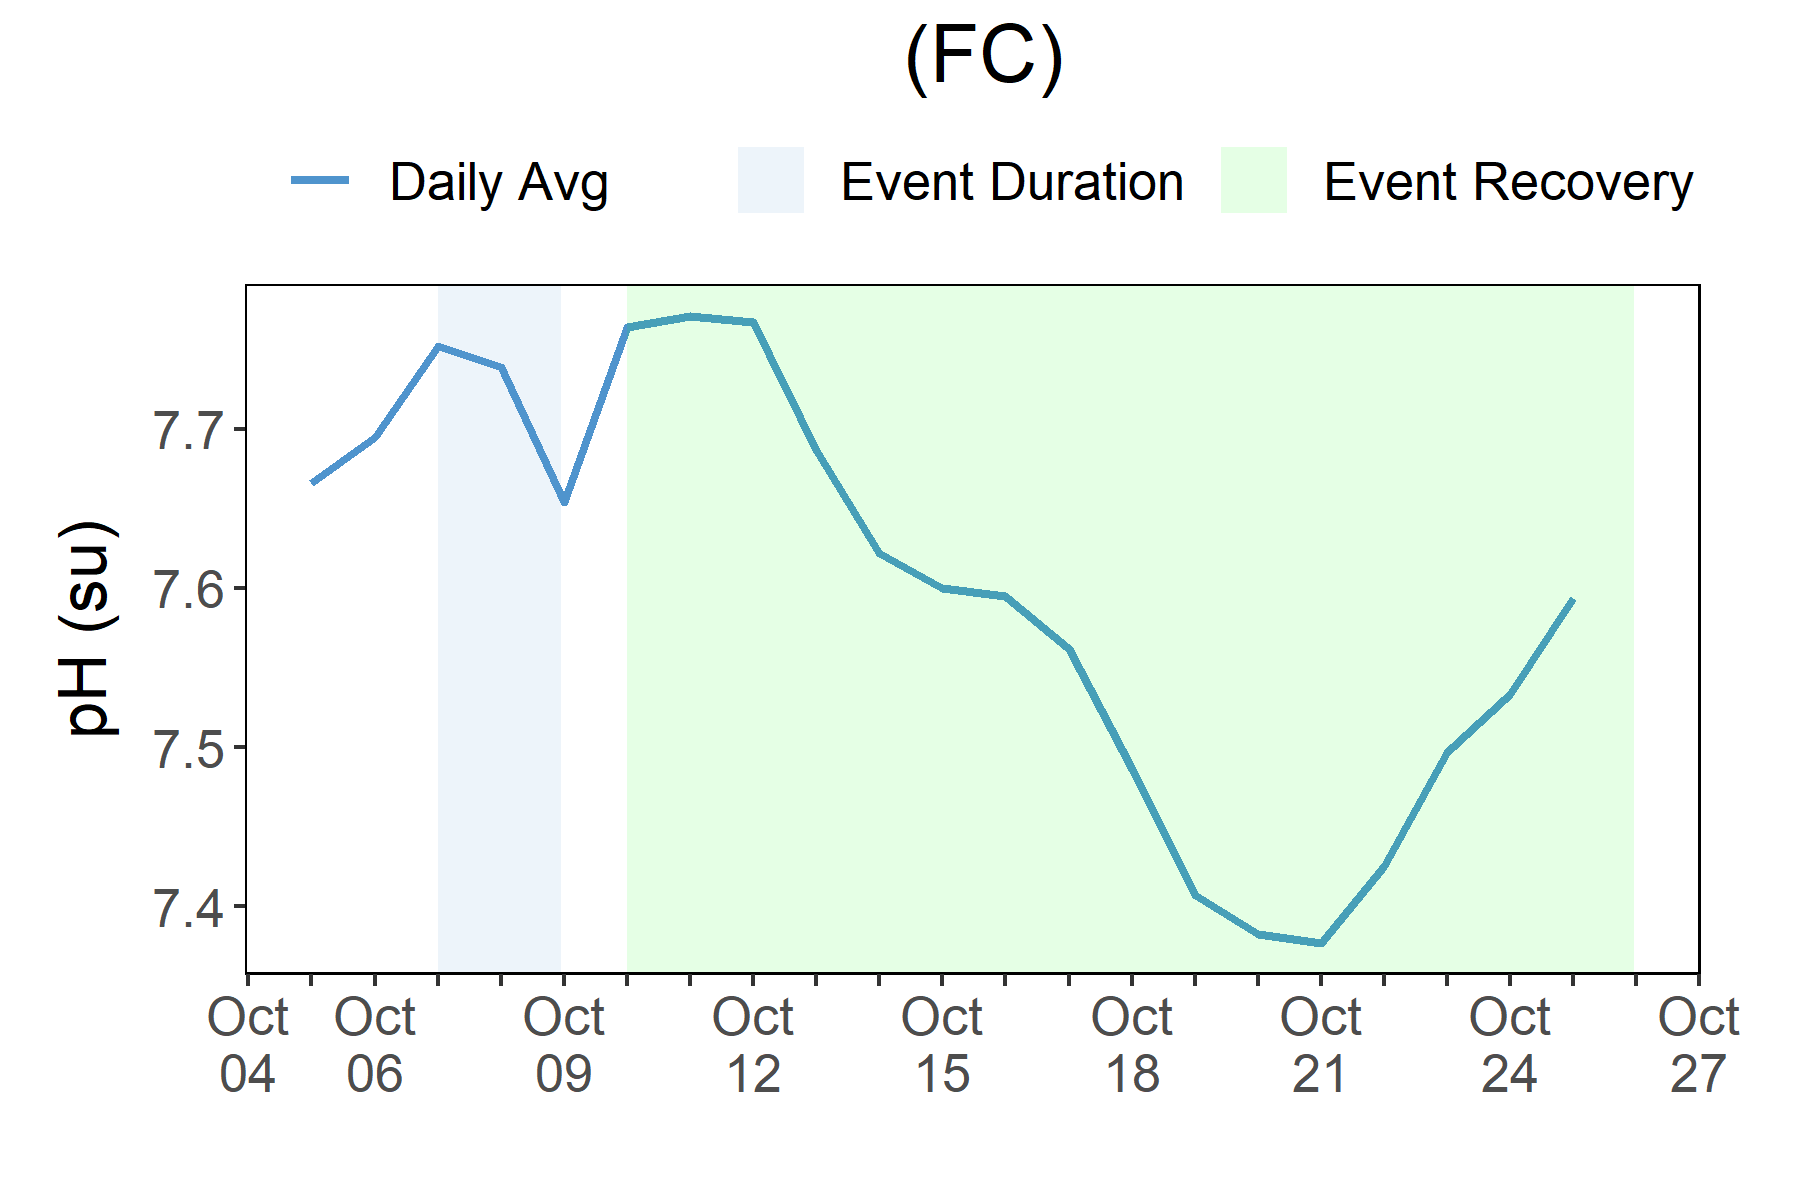 (FC)
Daily Avg Event Duration Event Recovery
pH (su)
7.7
7.6
7.5
7.4
Oct Oct Oct Oct Oct Oct Oct Oct Oct
04 06 09 12 15 18 21 24 27